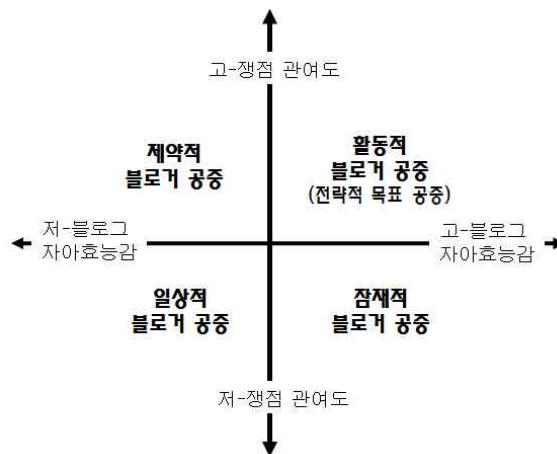 고-쟁점 관여도
제약적
블로거 공중
활동적
블로거 공중
(전략적 목표 공중)
저-블로그
자아효능감
고-블로그
자아효능감
일상적
블로거 공중
잠재적
블로거 공중
저-쟁점 관여도